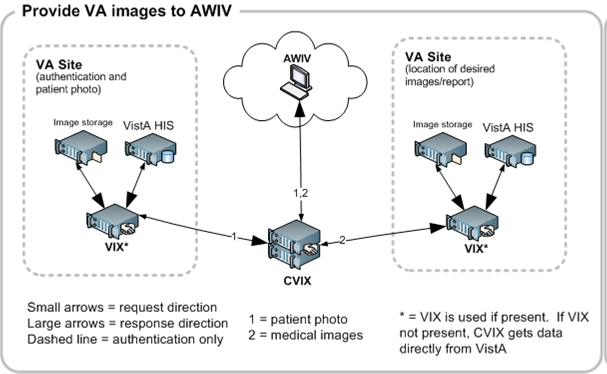 Provide VA images to AWIV
VA Site
(authentication and
patient photo)
Image storage
VistA HIS
VIX*
AWIV
1,2
1
2
CVIX
VA Site
(location of desired
images/report)
Image storage
VistA HIS
VIX*
Small arrows = request direction
Large arrows = response direction
Dashed line = authentication only
1 = patient photo
2 = medical images
* = VIX is used if present.  If VIX
not present, CVIX gets data
directly from VistA